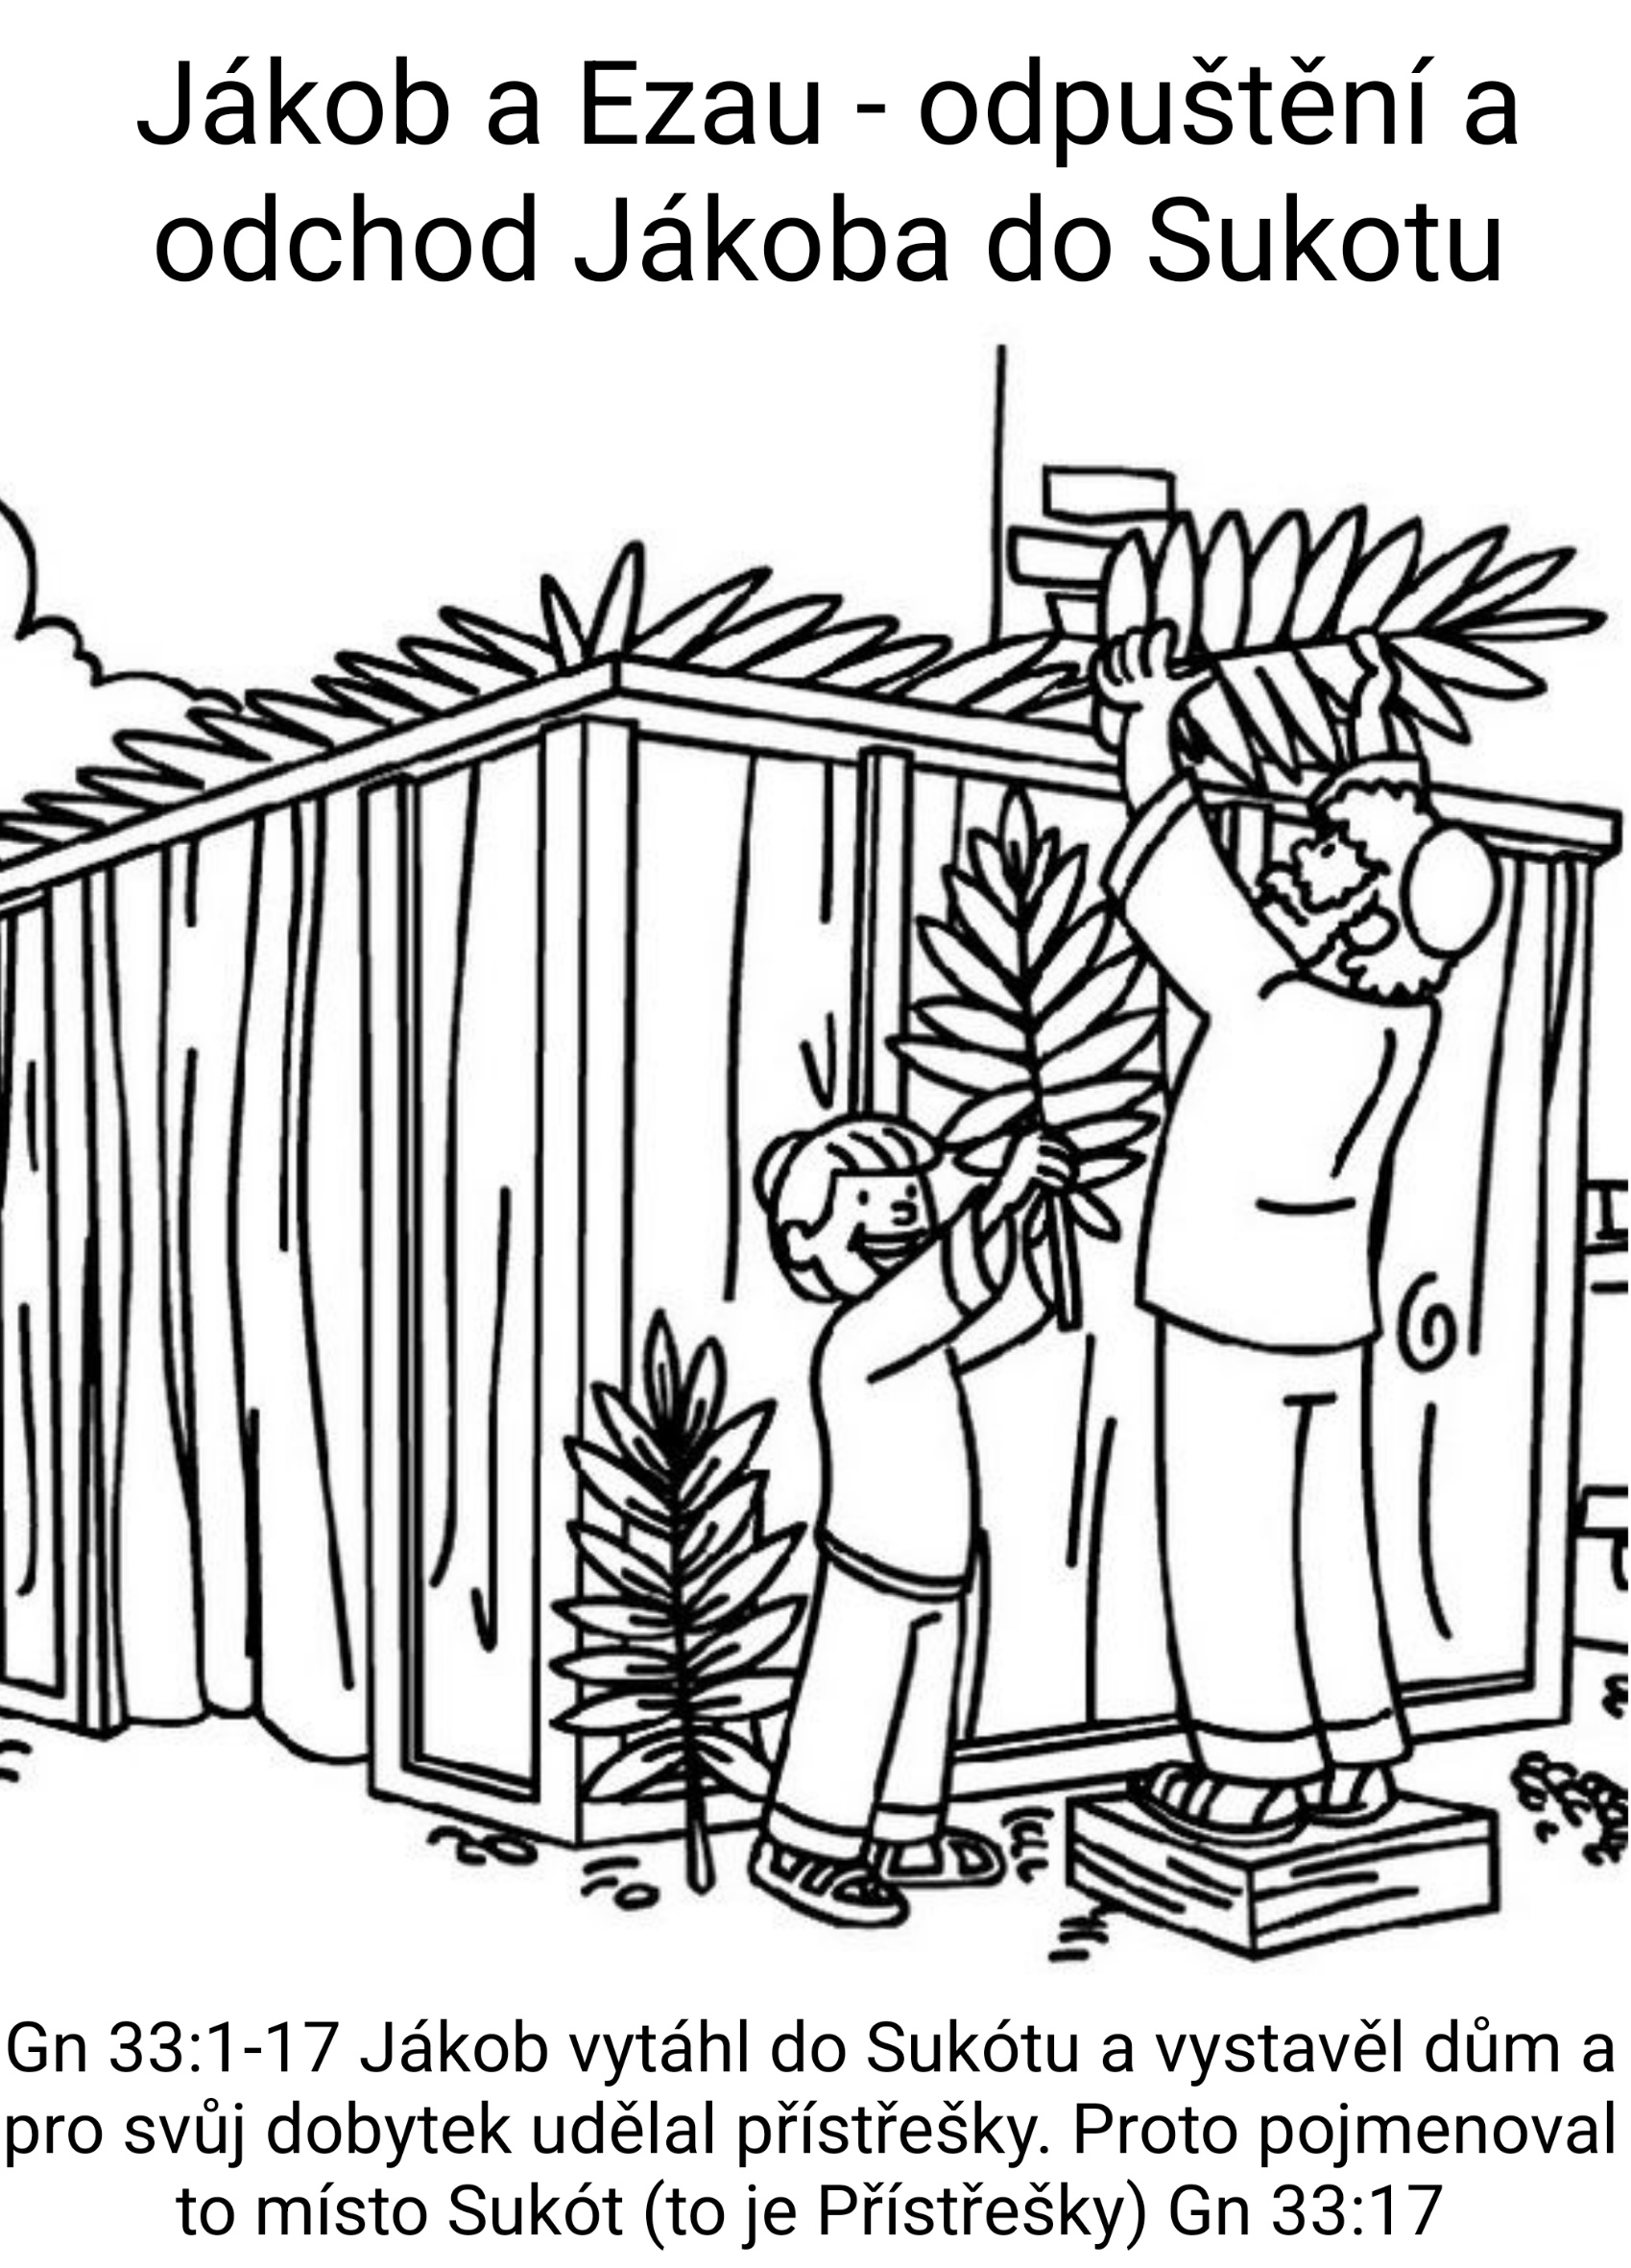 Jákob a Ezau - odpuštění a
odchod Jákoba do Sukotu
Gn 33:1-17 Jákob vytáhl do Sukótu a vystavěl dům a
pro svůj dobytek udělal přístřešky. Proto pojmenoval
to místo Sukót (to je Přístřešky) Gn 33:17